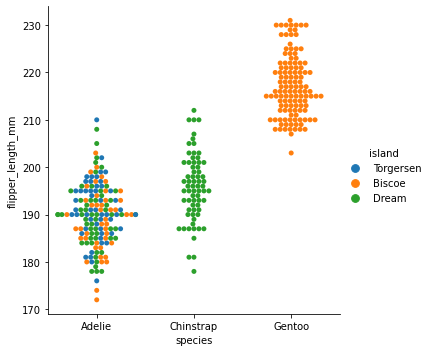 230
220
210
200
190
180
170
flipper_length_mm
Adelie
Chinstrap
Gentoo
species
island
Torgersen
Biscoe
Dream